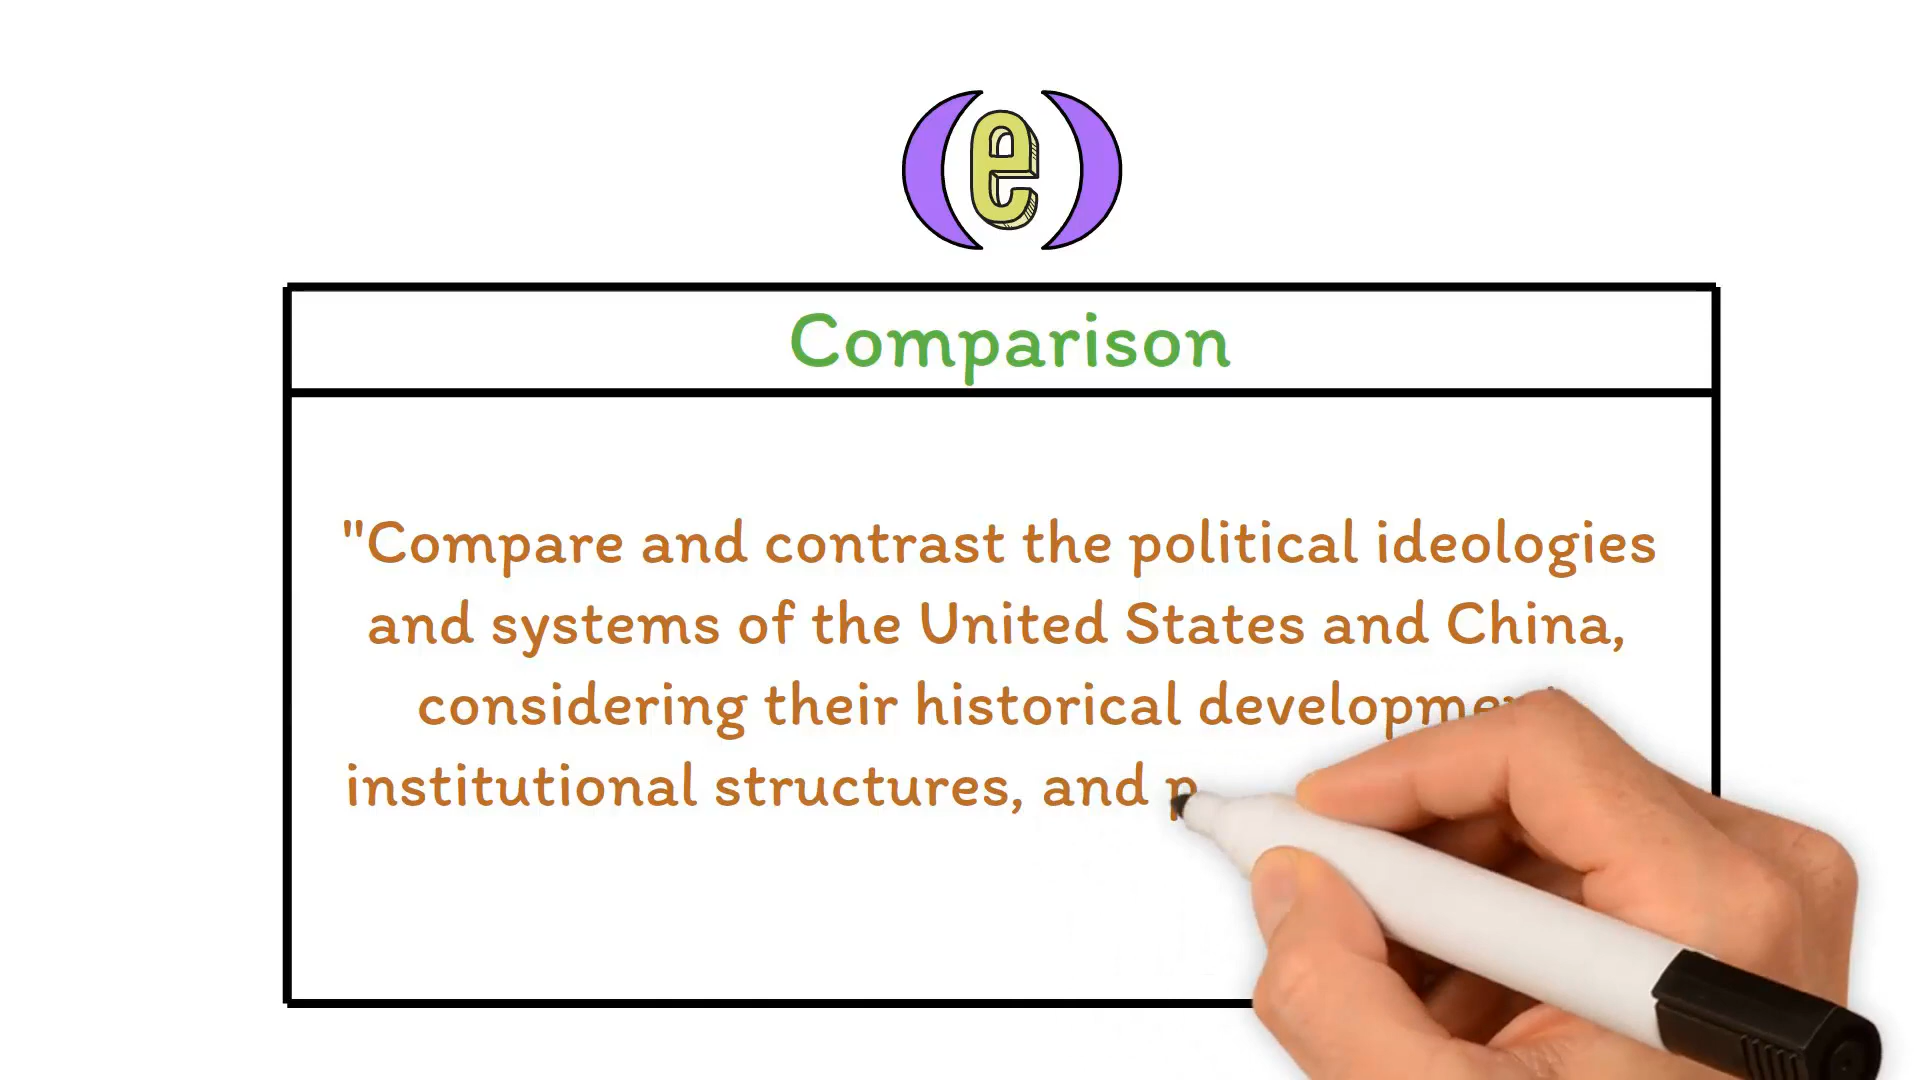 (e)
Comparison
"Compare and contrast the political ideologies
and systems of the United States and China,
considering their historical
institutional structures, and p